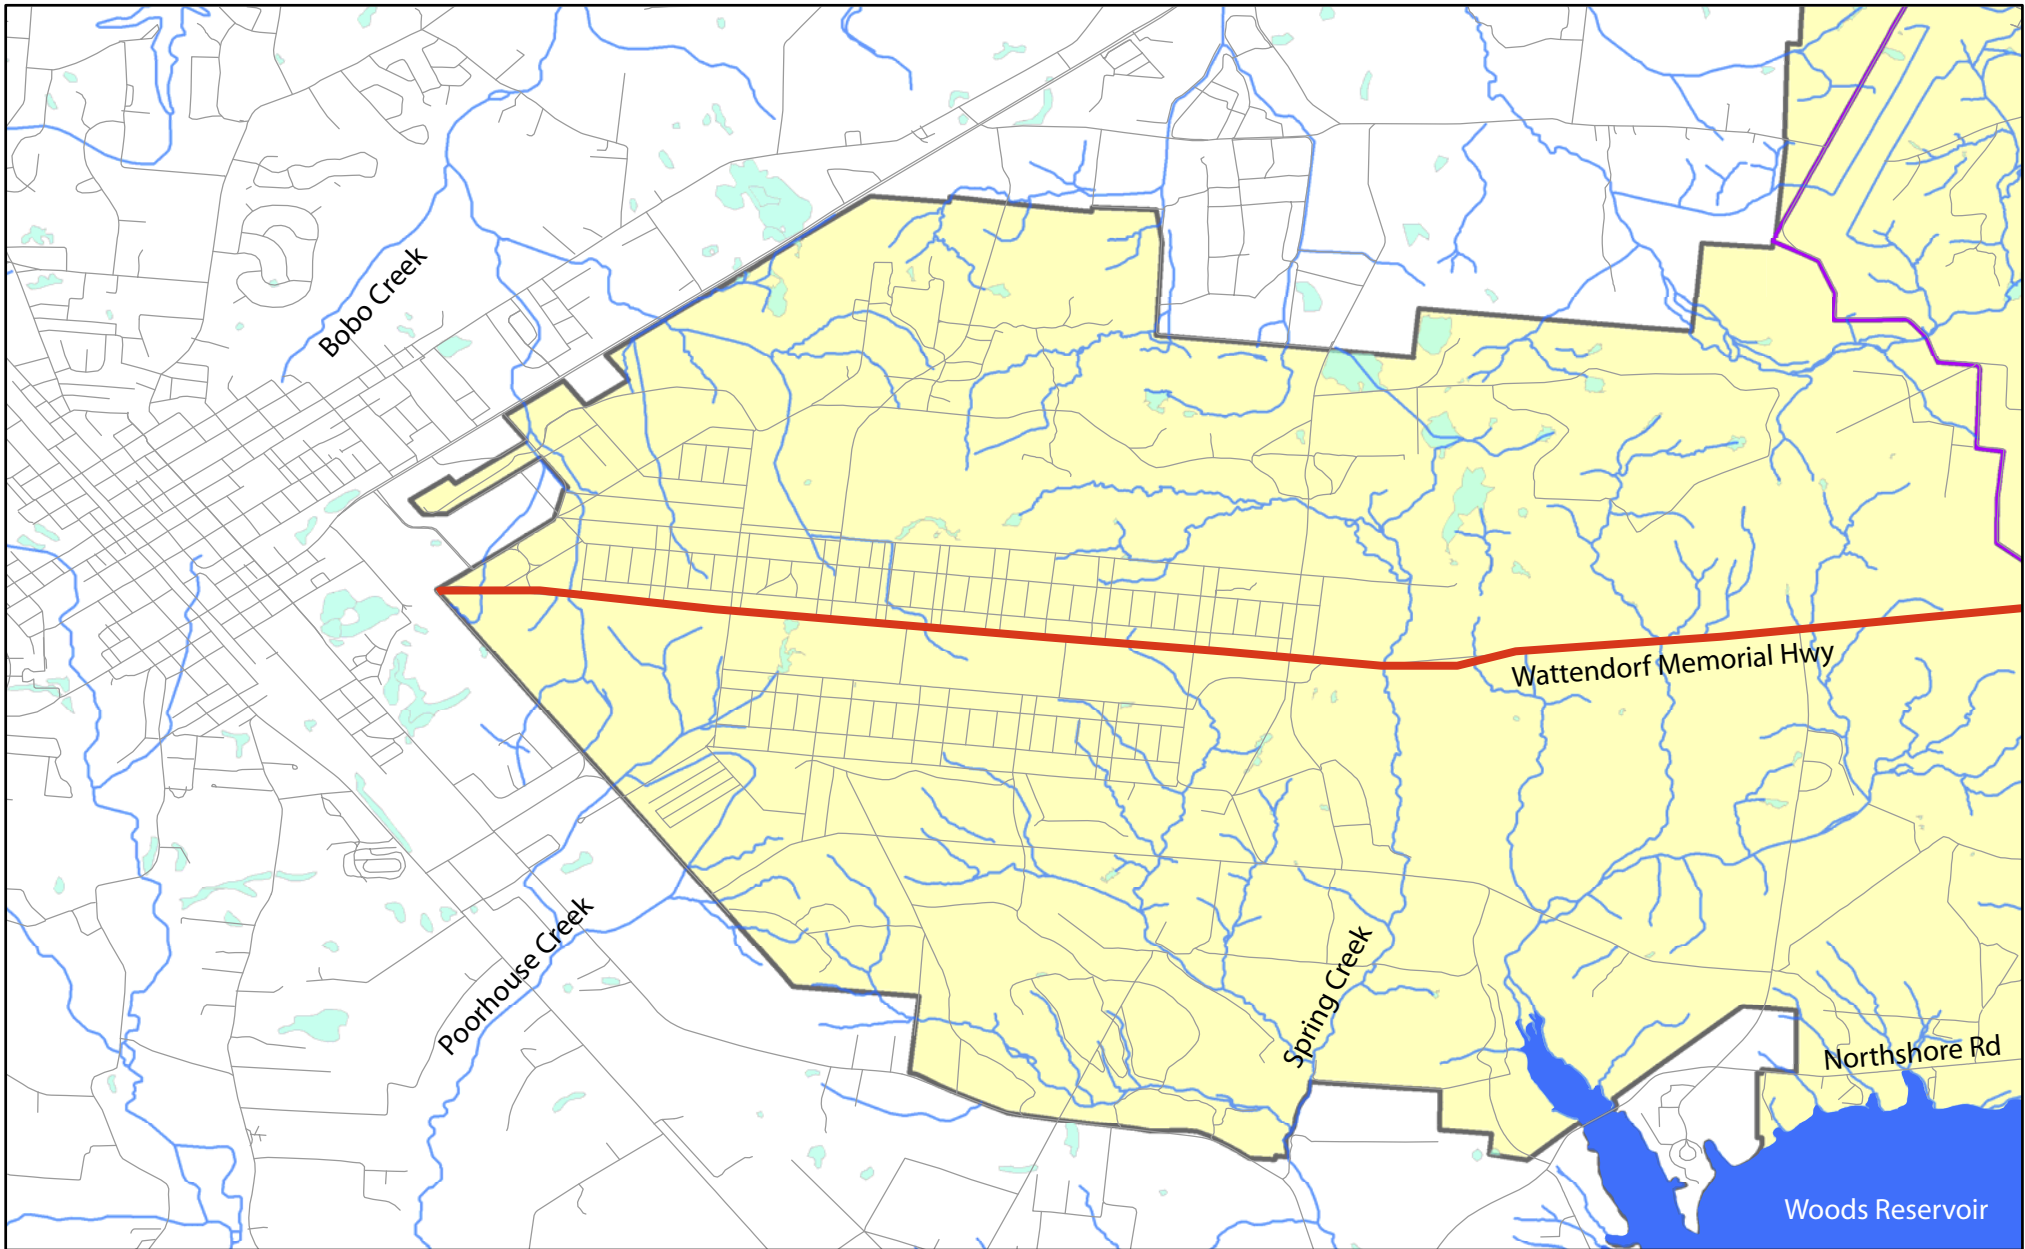 Bobo Creek
Wattendorf Memorial Hwy
Poorhouse Creek
Spring Creek
Northshore Rd
Woods Reservoir